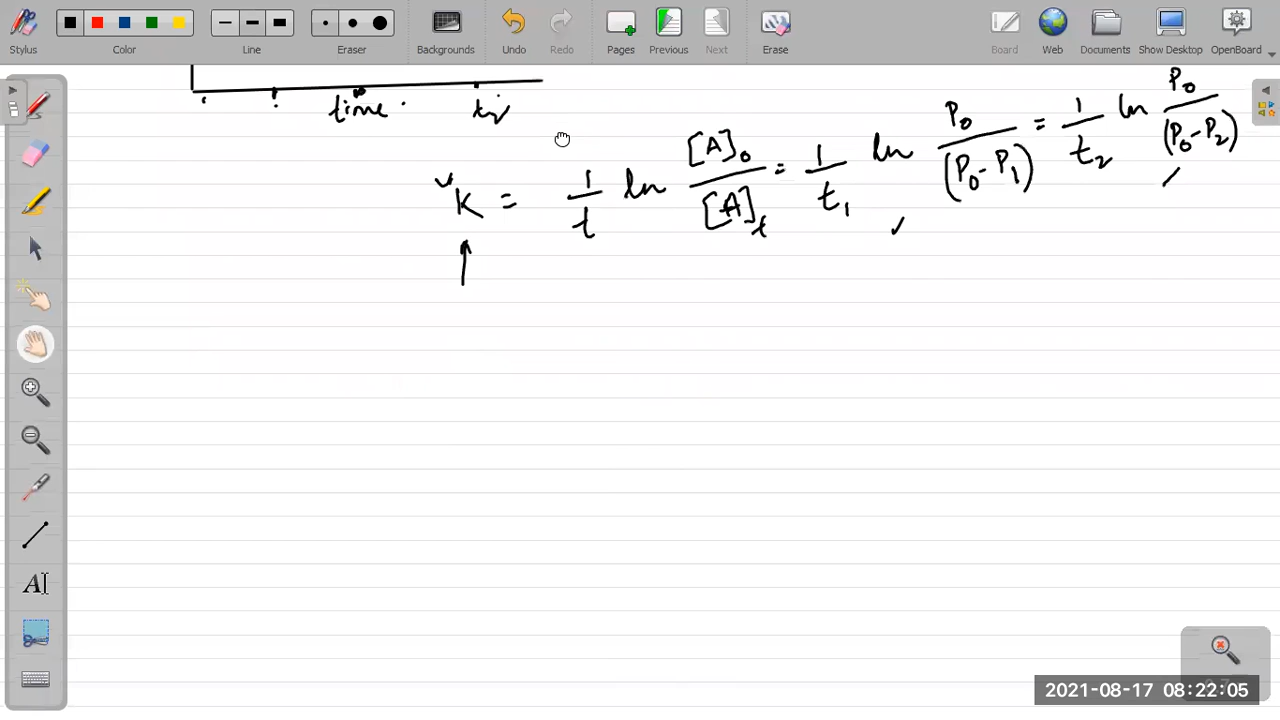 Stylus Color Line Eraser Backgrounds Undo Redo Pages Previous Next Erase Board Web Documents Show Desktop OpenBoard
time
K = 1/t ln [A]₀/[A]t = 1/t₁ ln P₀/(P₀-P₁) = 1/t₂ ln P₀/(P₀-P₂)
A
2021-08-17 08:22:05